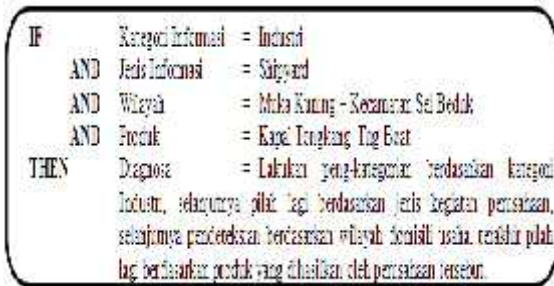 IF Kategori Informasi = Industri
AND Jenis Informasi = Shipyard
AND Wilayah = Muka Kuning – Kecamatan Sei Beduk
AND Produk = Kapal Tongkang, Tug Boat
THEN Diagnosa = Lakukan peng-kategorian berdasarkan kategori
Industri, selanjutnya pilah lagi berdasarkan jenis kegiatan perusahaan,
selanjutnya pendeteksian berdasarkan wilayah domisili usaha, terakhir pilah
lagi berdasarkan produk yang dihasilkan oleh perusahaan tersebut.